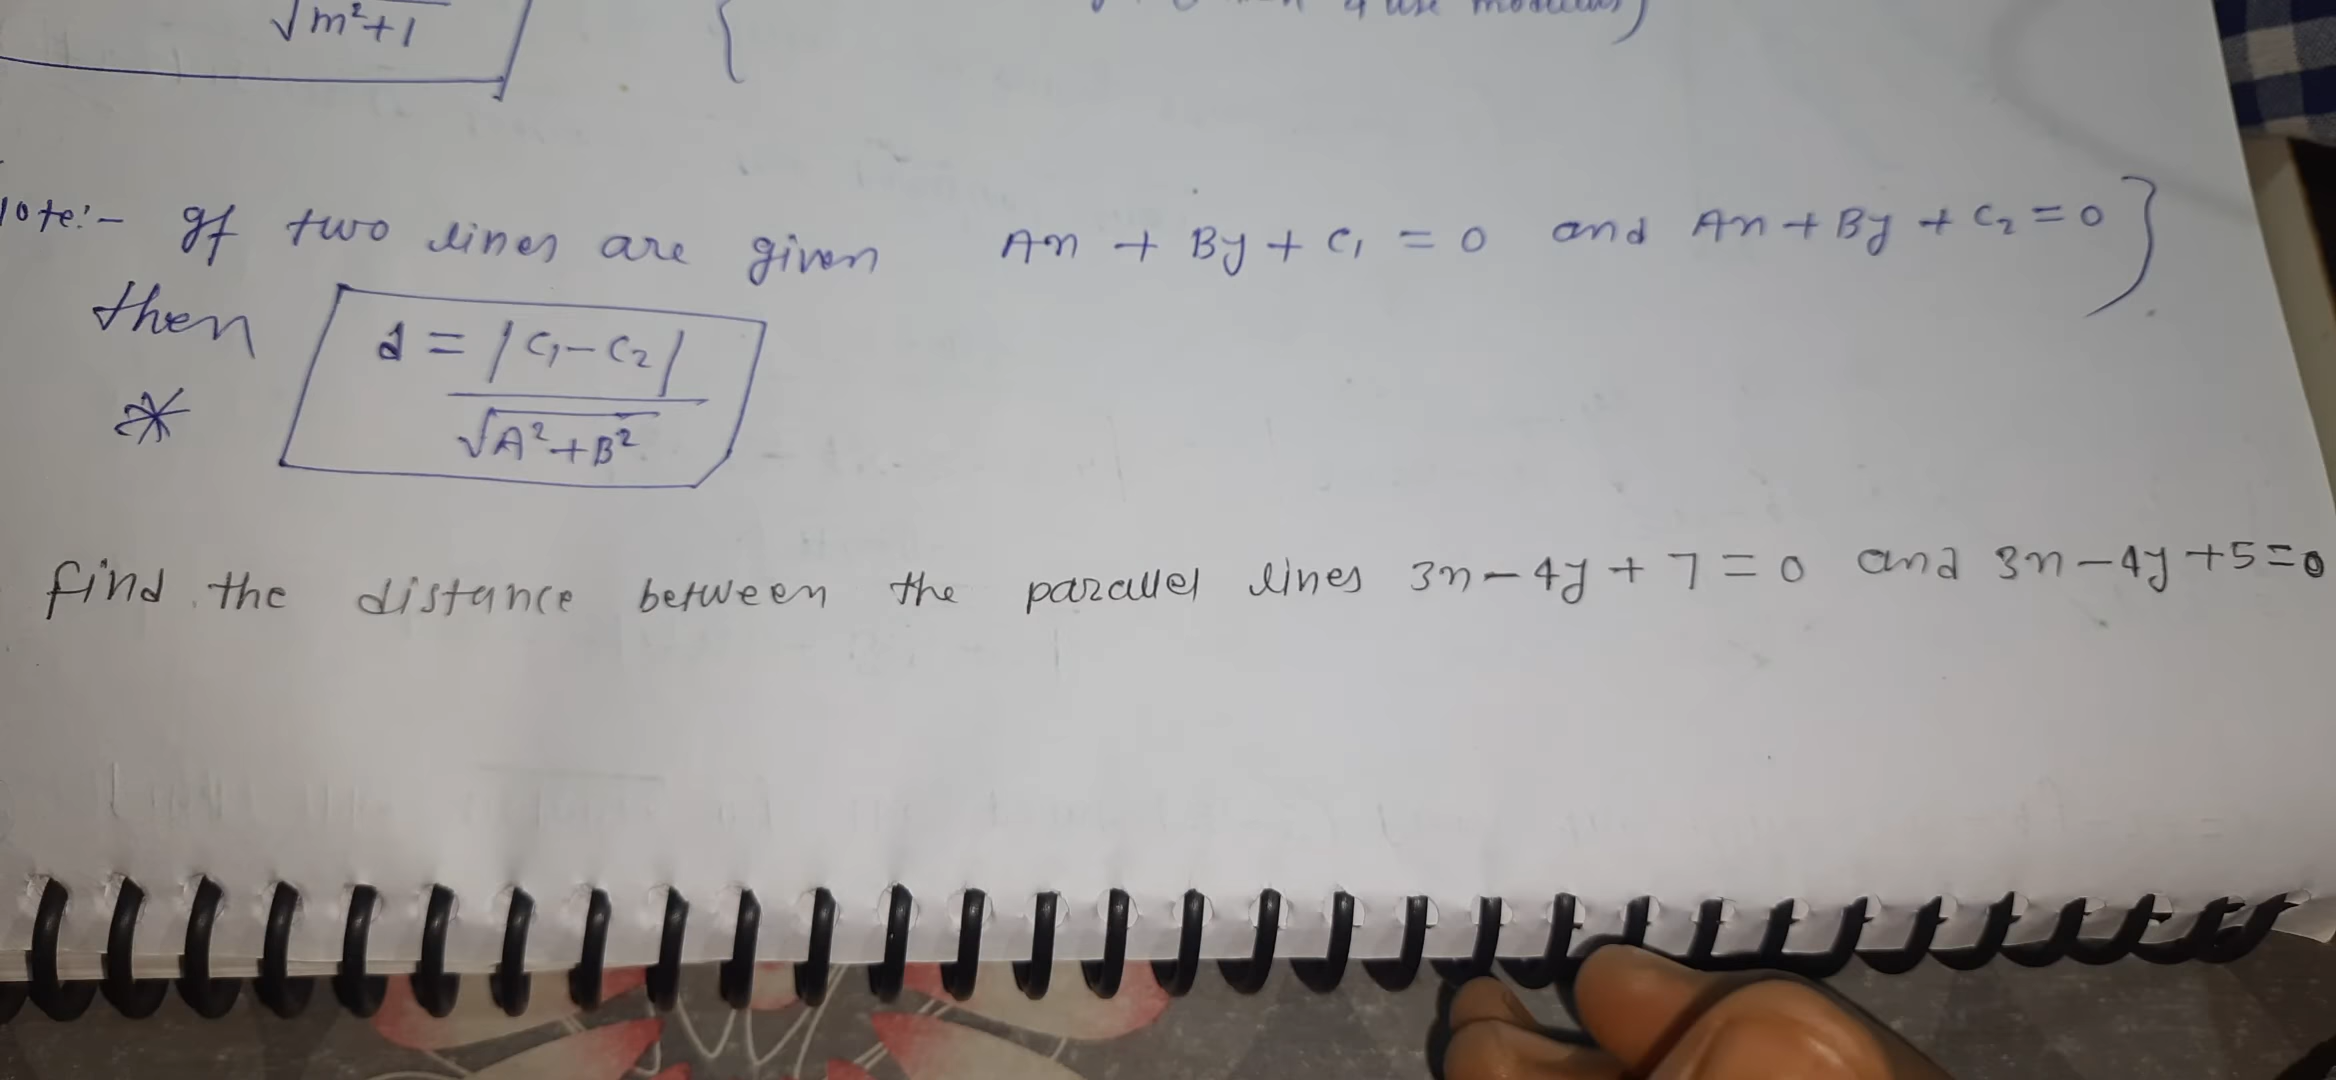 √m²+1 {
Note:- If two lines are given Ax + By + C₁ = 0 and Ax + By + C₂ = 0 }
then d = |C₁ - C₂|
* √A² + B²
find the distance between the parallel lines 3x - 4y + 7 = 0 and 3x - 4y + 5 = 0